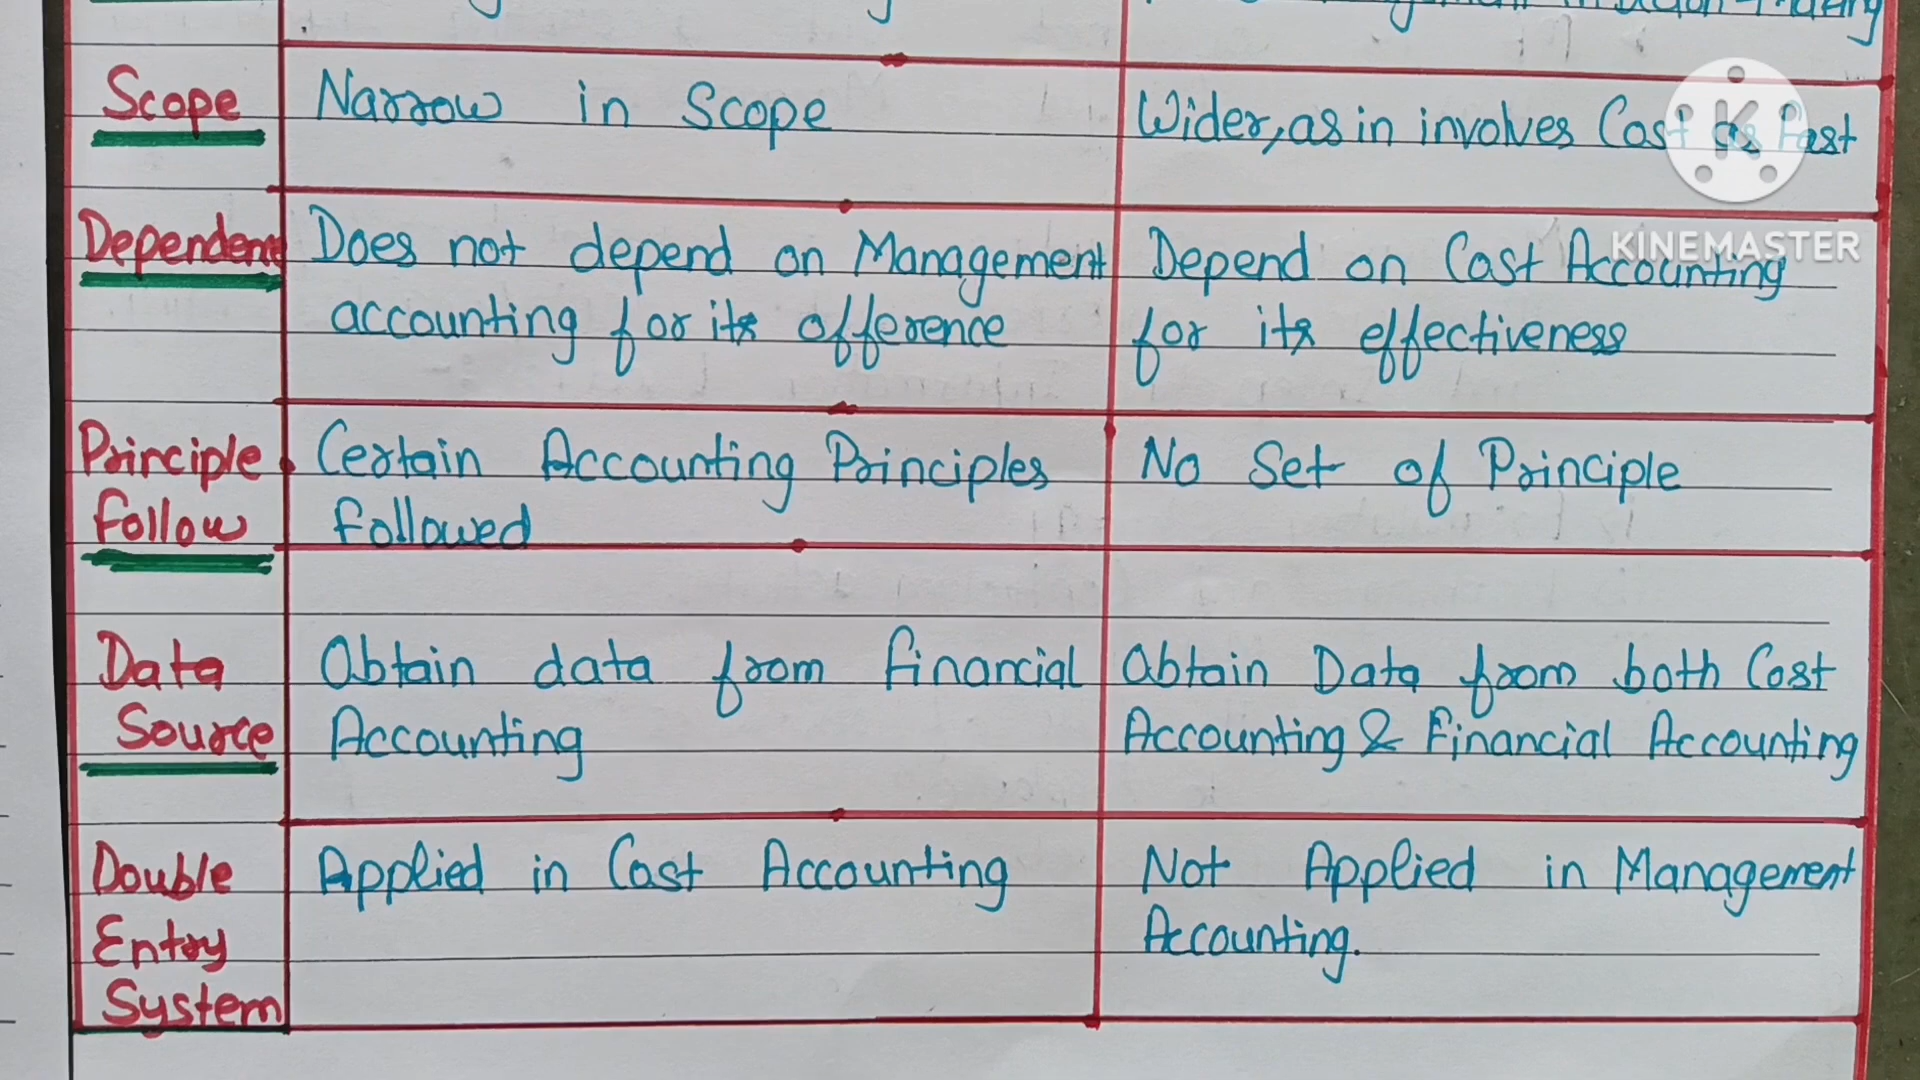 Scope
Narrow in Scope
Wider, as in involves Cost as Part
Dependenc
Does not depend on Management
accounting for its ofference
Depend on Cost Accounting
for its effectiveness
Principle
Follow
Certain Accounting Principles
Followed
No Set of Principle
Data
Source
Obtain data from Financial
Accounting
Obtain Data from both Cost
Accounting & Financial Accounting
Double
Entry
System
Applied in Cost Accounting
Not Applied in Management
Accounting.
K
KINEMASTER